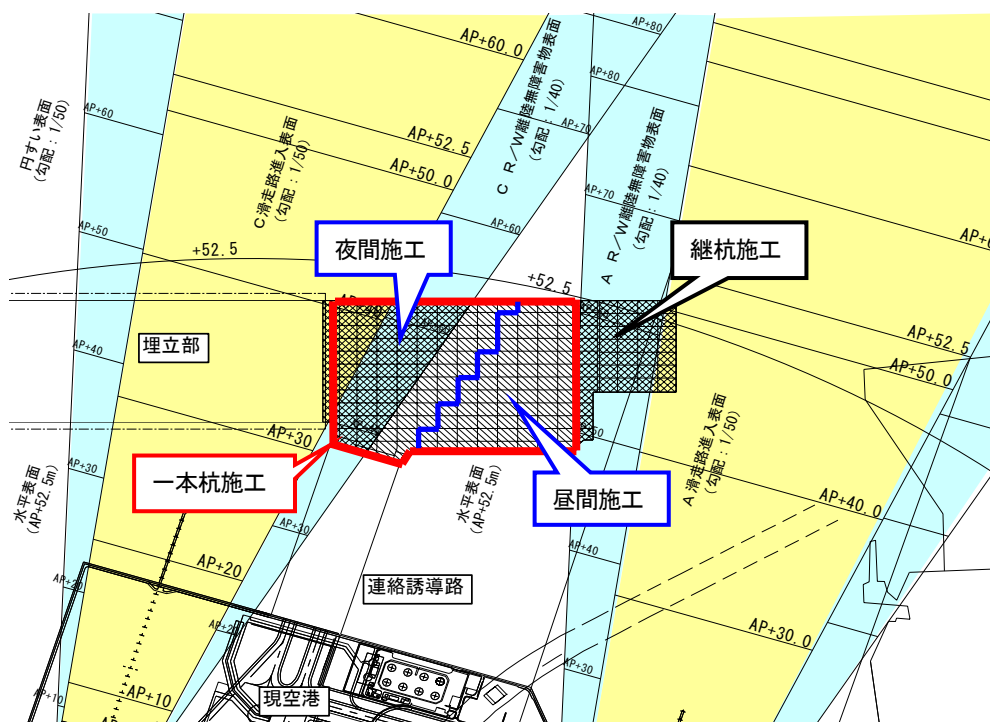 AP+60.0
AP+80
AP+80
AP+60
AP+70
円すい表面
(勾配：1/50)
C滑走路進入表面
(勾配：1/50)
AP+52.5
AP+50.0
C R/W離陸無障害物表面
(勾配：1/40)
AP+70
A R/W離陸無障害物表面
(勾配：1/40)
AP+50
AP+60
夜間施工
継杭施工
+52.5
+52.5
埋立部
AP+40
AP+52.5
AP+50.0
AP+30
水平表面
(AP+52.5m)
AP+30
一本杭施工
水平表面
(AP+52.5m)
昼間施工
A滑走路進入表面
(勾配：1/50)
AP+40.0
AP+30
AP+40
AP+20
AP+20
連絡誘導路
AP+20
AP+30.0
AP+30
AP+10
AP+10
現空港